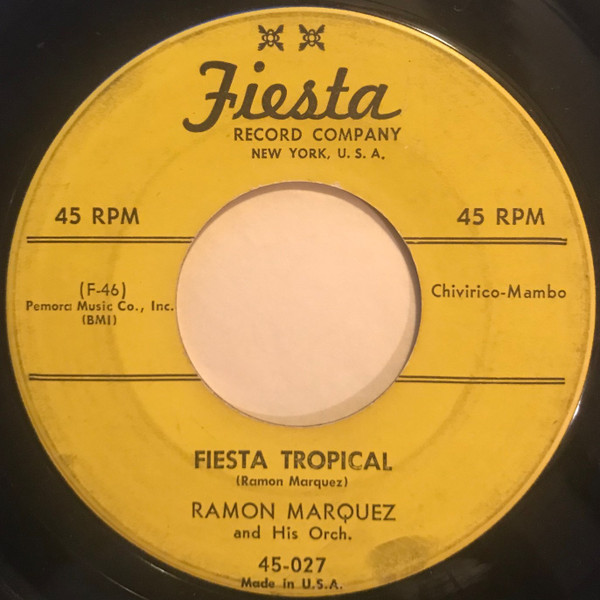 Fiesta
RECORD COMPANY
NEW YORK, U. S. A.
45 RPM
45 RPM
(F-46)
Pemora Music Co., Inc.
(BMI)
Chivirico-Mambo
FIESTA TROPICAL
(Ramon Marquez)
RAMON MARQUEZ
and His Orch.
45-027
Made in U.S.A.